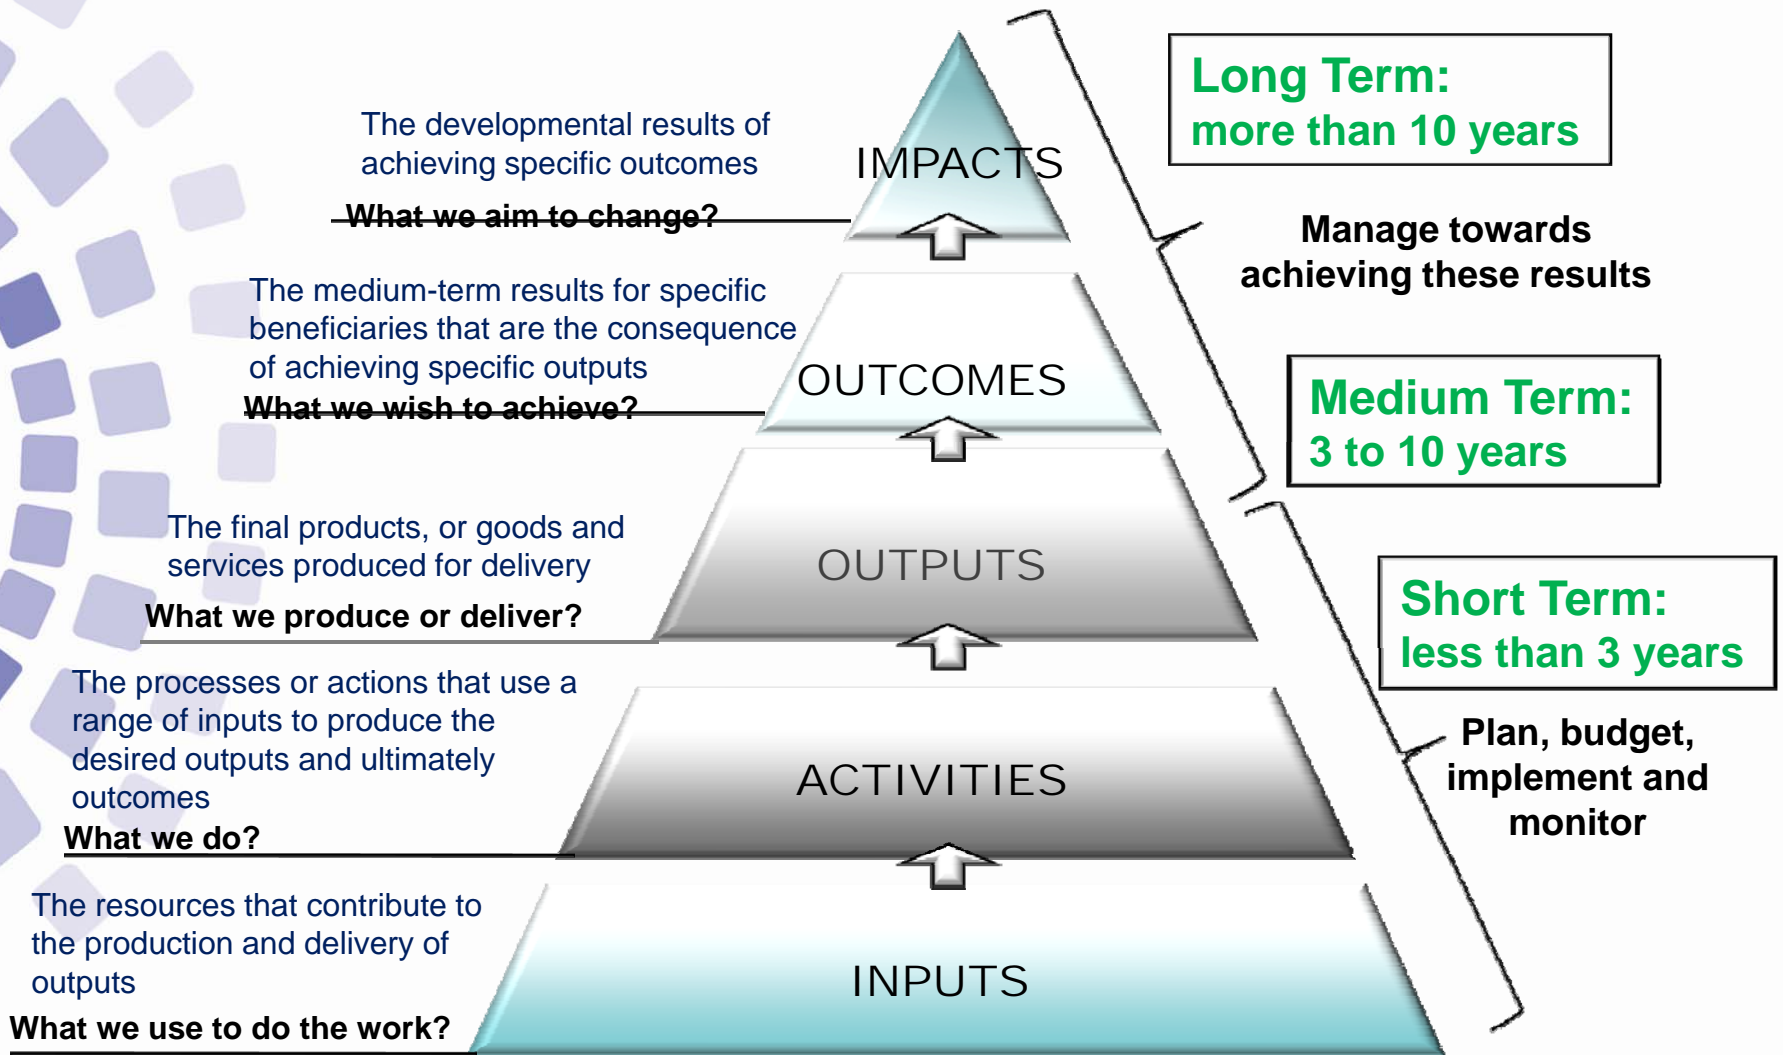 The developmental results of
achieving specific outcomes
What we aim to change?
IMPACTS
Long Term:
more than 10 years
Manage towards
achieving these results
The medium-term results for specific
beneficiaries that are the consequence
of achieving specific outputs
What we wish to achieve?
OUTCOMES
Medium Term:
3 to 10 years
The final products, or goods and
services produced for delivery
What we produce or deliver?
OUTPUTS
Short Term:
less than 3 years
The processes or actions that use a
range of inputs to produce the
desired outputs and ultimately
outcomes
What we do?
ACTIVITIES
Plan, budget,
implement and
monitor
The resources that contribute to
the production and delivery of
outputs
What we use to do the work?
INPUTS